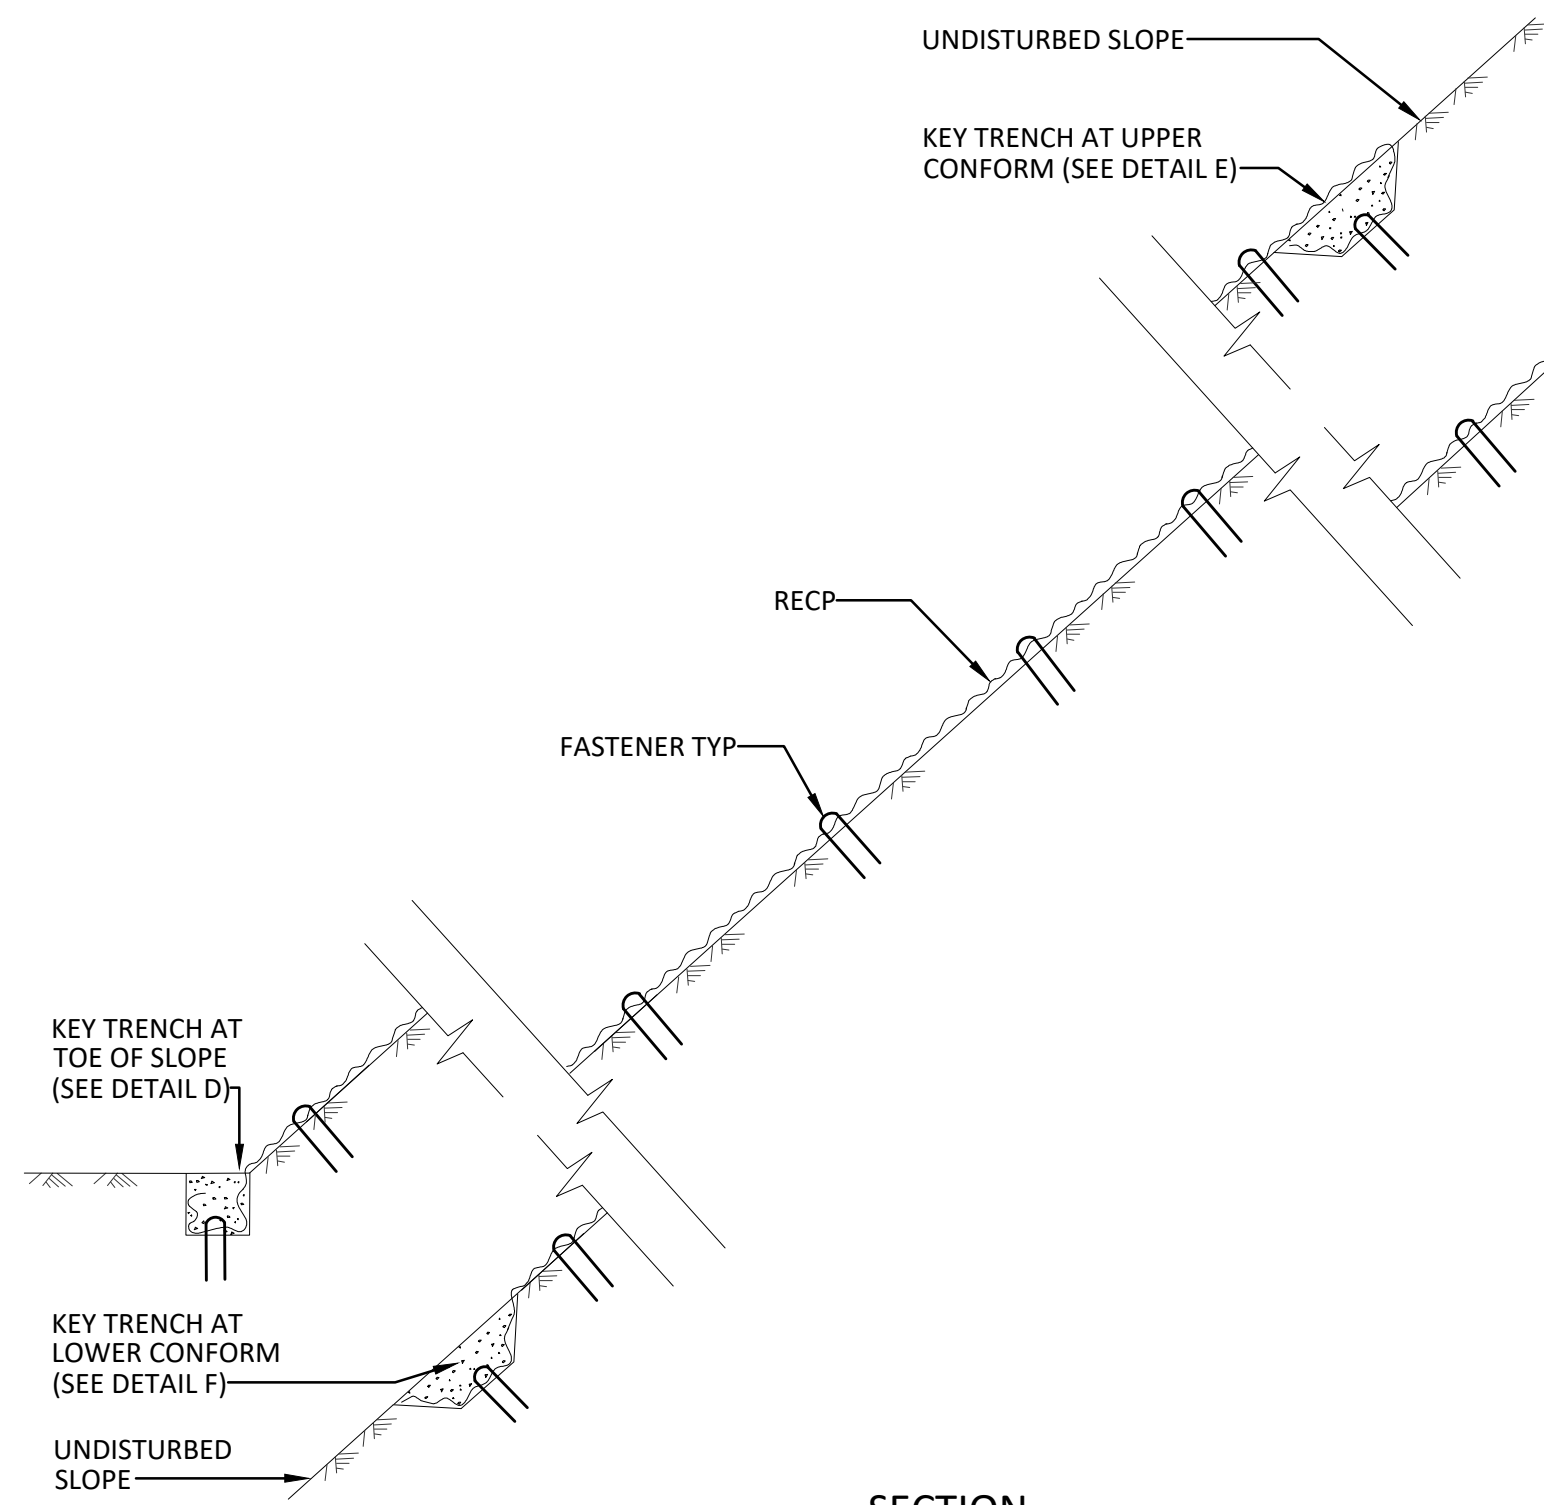 UNDISTURBED SLOPE
KEY TRENCH AT UPPER
CONFORM (SEE DETAIL E)
RECP
FASTENER TYP
KEY TRENCH AT
TOE OF SLOPE
(SEE DETAIL D)
KEY TRENCH AT
LOWER CONFORM
(SEE DETAIL F)
UNDISTURBED
SLOPE
SECTION